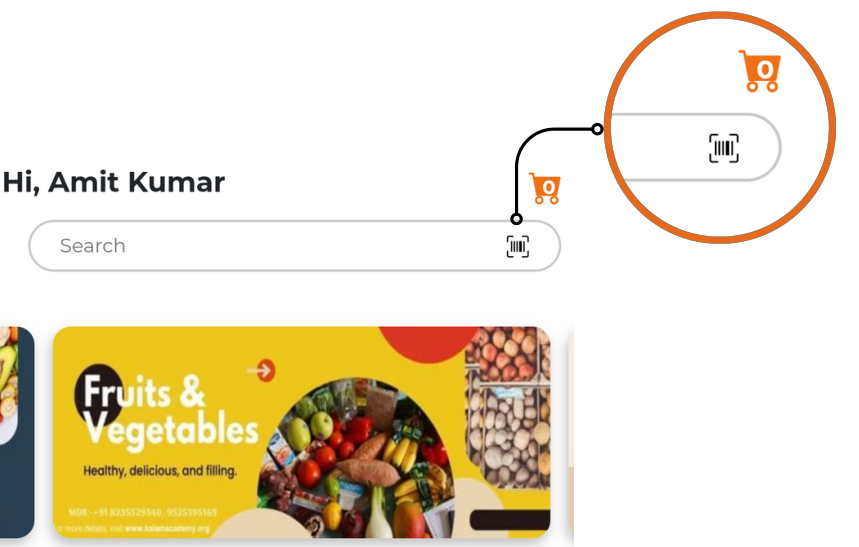 0
Hi, Amit Kumar
0
Search
Fruits &
Vegetables
Healthy, delicious, and filling.
MOB: +91 8235529340, 9525395169
For more details, visit www.kalamacademy.org